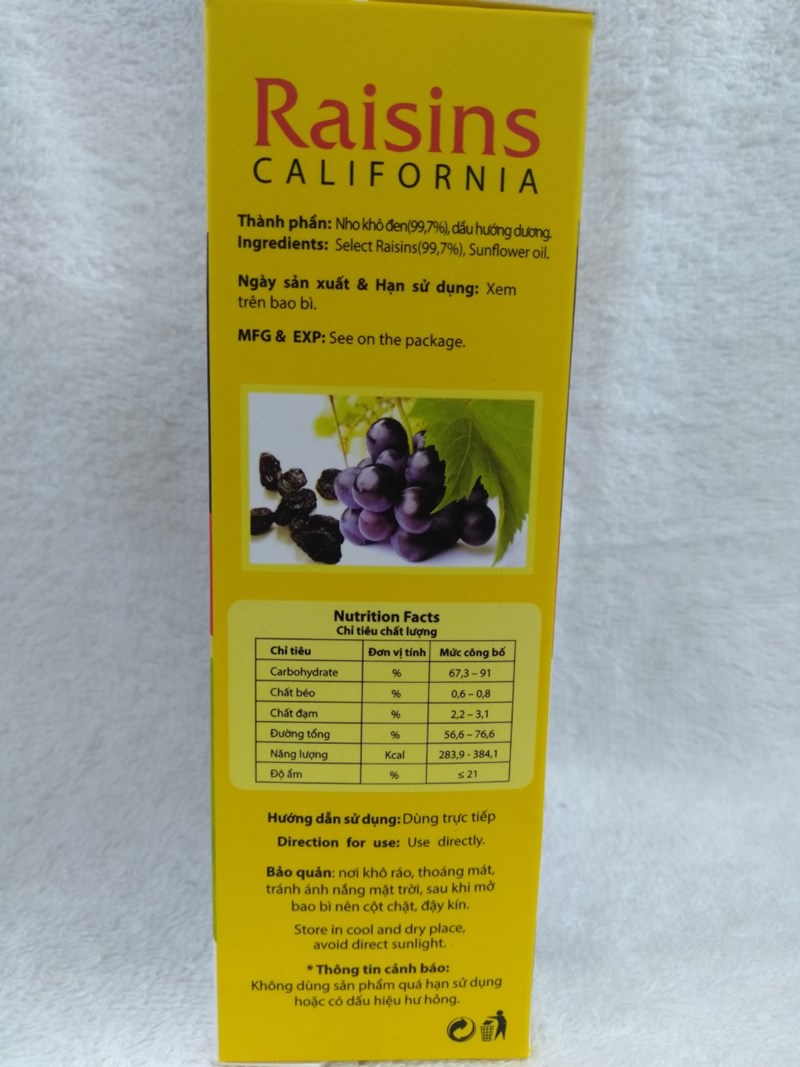 Raisins
CALIFORNIA
Thành phần: Nho khô đen(99,7%), dầu hướng dương.
Ingredients: Select Raisins(99,7%), Sunflower oil.
Ngày sản xuất & Hạn sử dụng: Xem
trên bao bì.
MFG & EXP: See on the package.
Nutrition Facts
Chỉ tiêu chất lượng
Chỉ tiêu Đơn vị tính Mức công bố
Carbohydrate % 67,3 – 91
Chất béo % 0,6 – 0,8
Chất đạm % 2,2 – 3,1
Đường tổng % 56,6 – 76,6
Năng lượng Kcal 283,9 - 384,1
Độ ẩm % ≤ 21
Hướng dẫn sử dụng: Dùng trực tiếp
Direction for use: Use directly.
Bảo quản: nơi khô ráo, thoáng mát,
tránh ánh nắng mặt trời, sau khi mở
bao bì nên cột chặt, đậy kín.
Store in cool and dry place,
avoid direct sunlight.
* Thông tin cảnh báo:
Không dùng sản phẩm quá hạn sử dụng
hoặc có dấu hiệu hư hỏng.